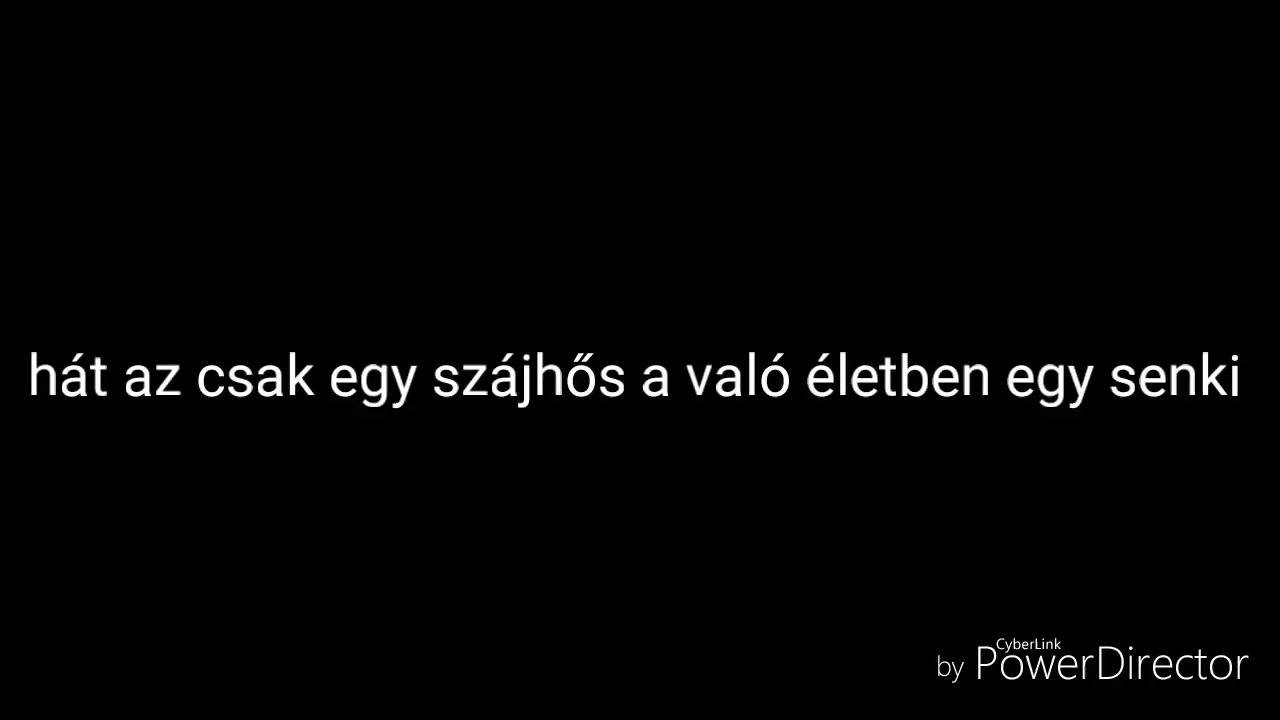 hát az csak egy szájhős a való életben egy senki
CyberLink
by PowerDirector